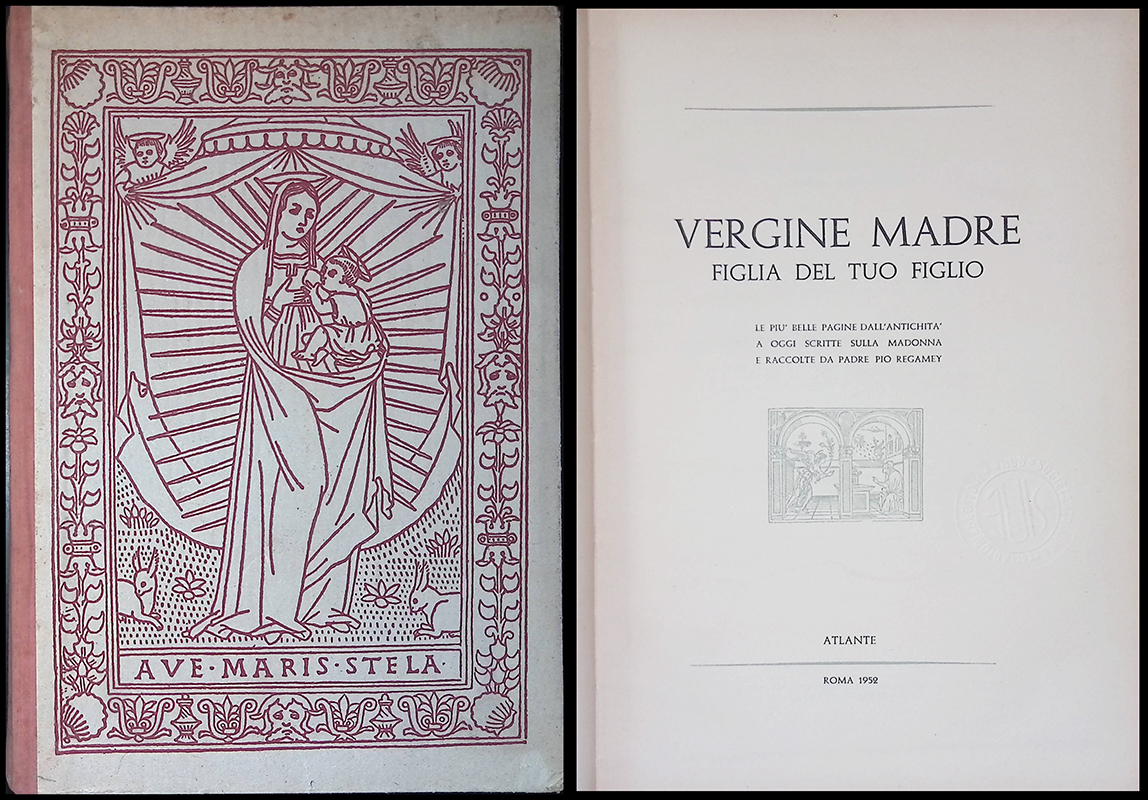 AVE·MARIS·STELA·
VERGINE MADRE
FIGLIA DEL TUO FIGLIO
LE PIU' BELLE PAGINE DALL'ANTICHITA'
A OGGI SCRITTE SULLA MADONNA
E RACCOLTE DA PADRE PIO REGAMEY
ATLANTE
ROMA 1952